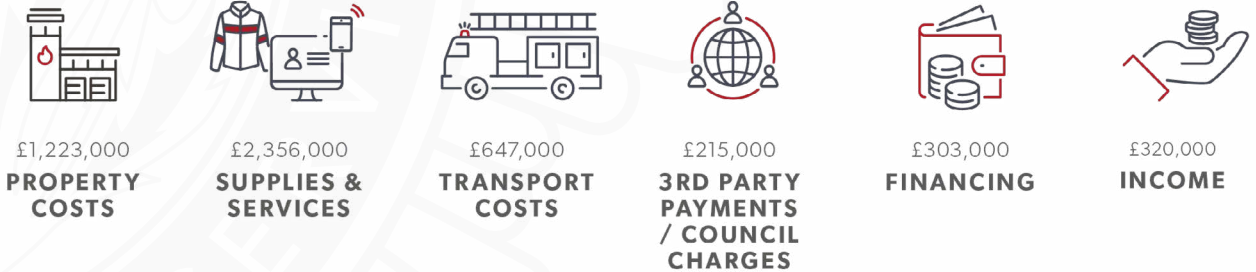 £1,223,000
PROPERTY
COSTS
£2,356,000
SUPPLIES &
SERVICES
£647,000
TRANSPORT
COSTS
£215,000
3RD PARTY
PAYMENTS
/ COUNCIL
CHARGES
£303,000
FINANCING
£320,000
INCOME